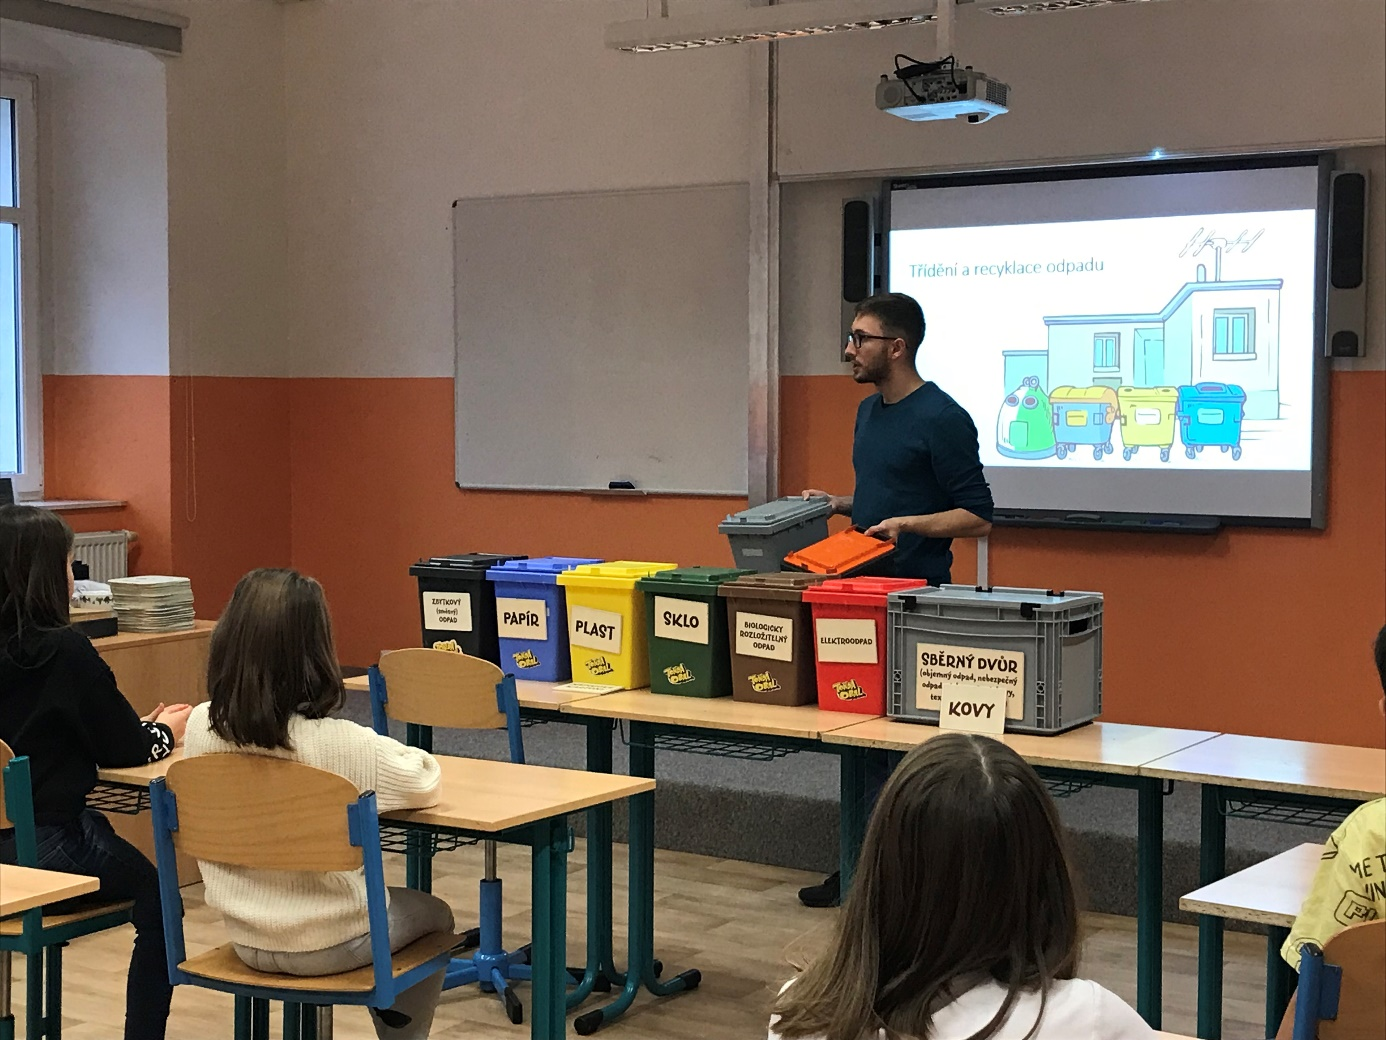 Třídění a recyklace odpadu
ZBYTKOVÝ
(směsný)
ODPAD
PAPÍR
PLAST
SKLO
BIOLOGICKY
ROZLOŽITELNÝ
ODPAD
ELEKTROODPAD
SBĚRNÝ DVŮR
(objemný odpad, nebezpečný
KOVY
ME T